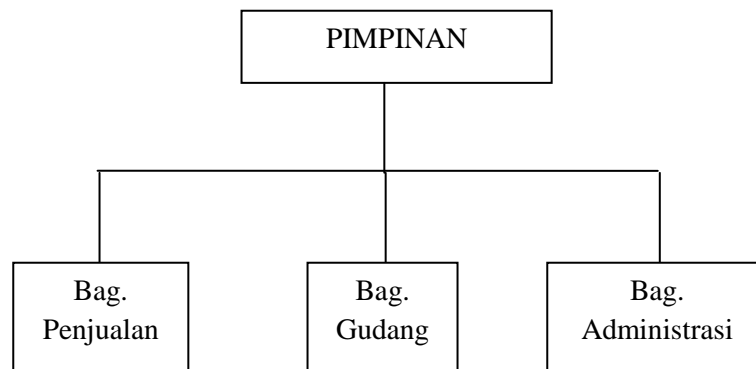 PIMPINAN
Bag.
Penjualan
Bag.
Gudang
Bag.
Administrasi